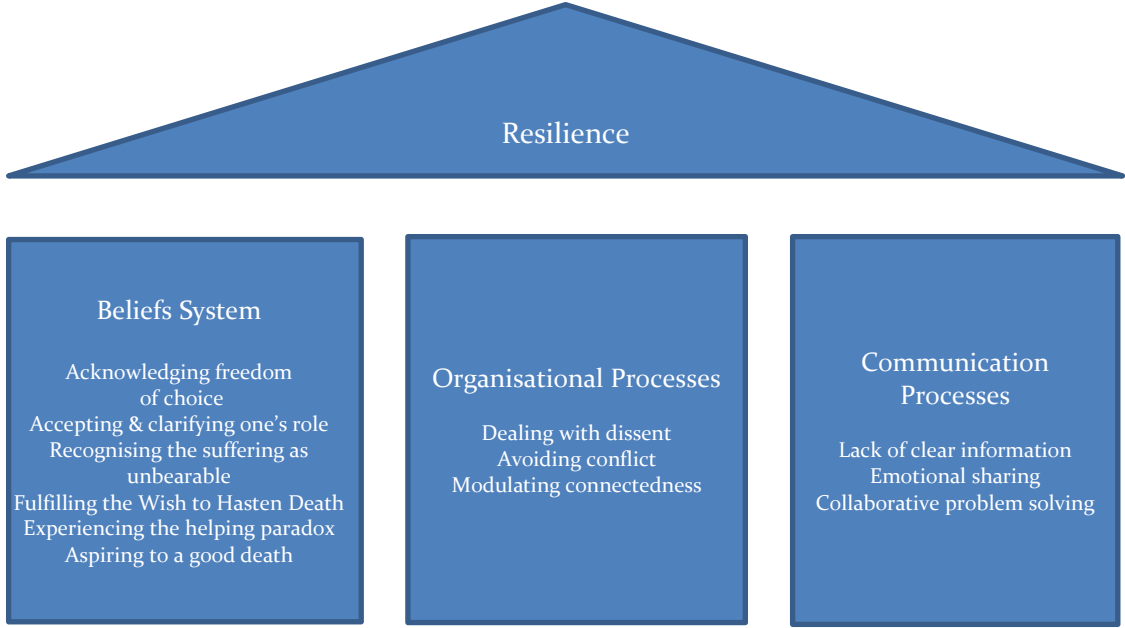 Resilience
Beliefs System
Acknowledging freedom
of choice
Accepting & clarifying one’s role
Recognising the suffering as
unbearable
Fulfilling the Wish to Hasten Death
Experiencing the helping paradox
Aspiring to a good death
Organisational Processes
Dealing with dissent
Avoiding conflict
Modulating connectedness
Communication
Processes
Lack of clear information
Emotional sharing
Collaborative problem solving